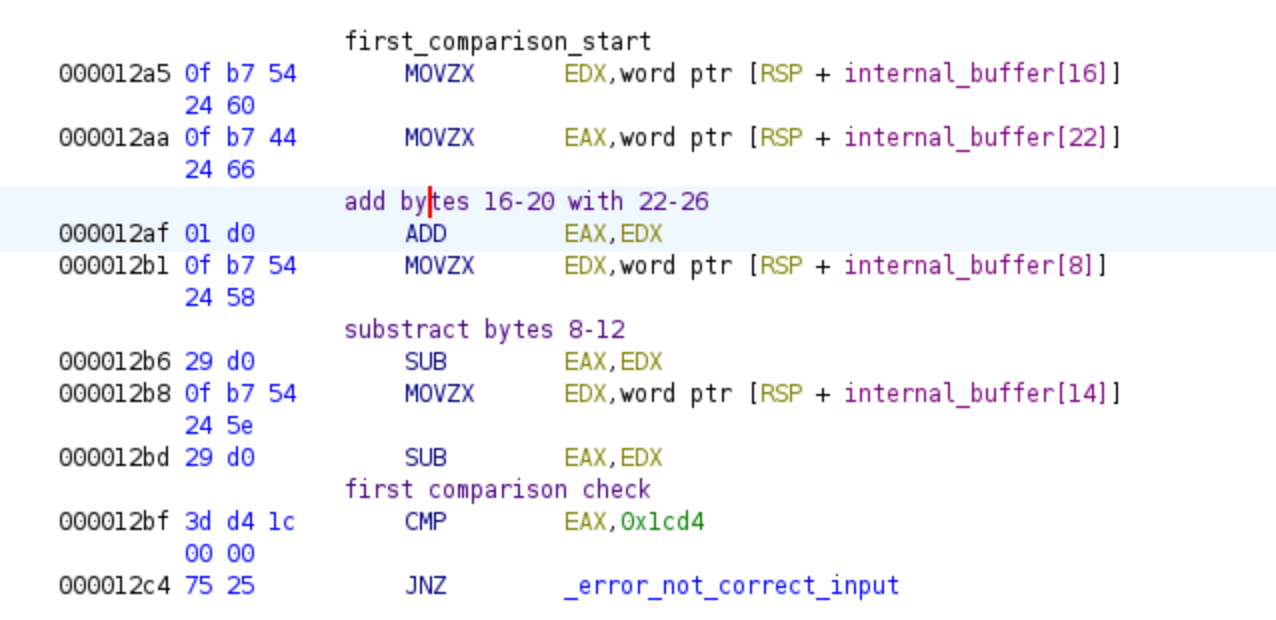 first_comparison_start
000012a5 0f b7 54 MOVZX EDX,word ptr [RSP + internal_buffer[16]]
24 60
000012aa 0f b7 44 MOVZX EAX,word ptr [RSP + internal_buffer[22]]
24 66
add bytes 16-20 with 22-26
000012af 01 d0 ADD EAX,EDX
000012b1 0f b7 54 MOVZX EDX,word ptr [RSP + internal_buffer[8]]
24 58
substract bytes 8-12
000012b6 29 d0 SUB EAX,EDX
000012b8 0f b7 54 MOVZX EDX,word ptr [RSP + internal_buffer[14]]
24 5e
000012bd 29 d0 SUB EAX,EDX
first comparison check
000012bf 3d d4 1c CMP EAX,0x1cd4
00 00
000012c4 75 25 JNZ _error_not_correct_input